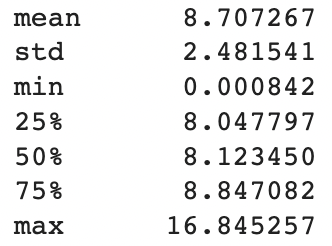 mean 8.707267
std 2.481541
min 0.000842
25% 8.047797
50% 8.123450
75% 8.847082
max 16.845257